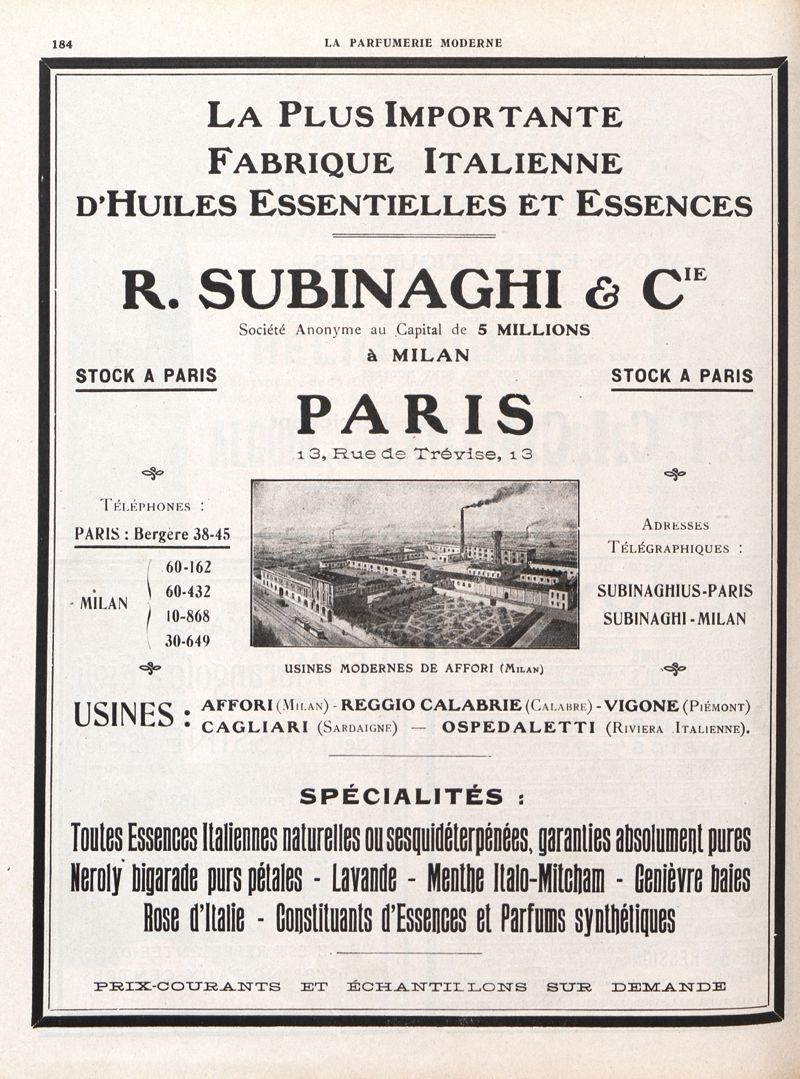 184
LA PARFUMERIE MODERNE
LA PLUS IMPORTANTE
FABRIQUE ITALIENNE
D'HUILES ESSENTIELLES ET ESSENCES
R. SUBINAGHI & CIE
Société Anonyme au Capital de 5 MILLIONS
à MILAN
STOCK A PARIS
STOCK A PARIS
PARIS
13, Rue de Trévise, 13
TÉLÉPHONES :
PARIS : Bergère 38-45
MILAN
60-162
60-432
10-868
30-649
ADRESSES
TÉLÉGRAPHIQUES :
SUBINAGHIUS-PARIS
SUBINAGHI-MILAN
USINES MODERNES DE AFFORI (MILAN)
USINES : AFFORI (MILAN) - REGGIO CALABRIE (CALABRE) - VIGONE (PIÉMONT)
CAGLIARI (SARDAIGNE) — OSPEDALETTI (RIVIERA ITALIENNE).
SPÉCIALITÉS :
Toutes Essences Italiennes naturelles ou sesquidéterpénées, garanties absolument pures
Neroly bigarade purs pétales - Lavande - Menthe Italo-Mitcham - Genièvre baies
Rose d'Italie - Constituants d'Essences et Parfums synthétiques
PRIX-COURANTS ET ÉCHANTILLONS SUR DEMANDE